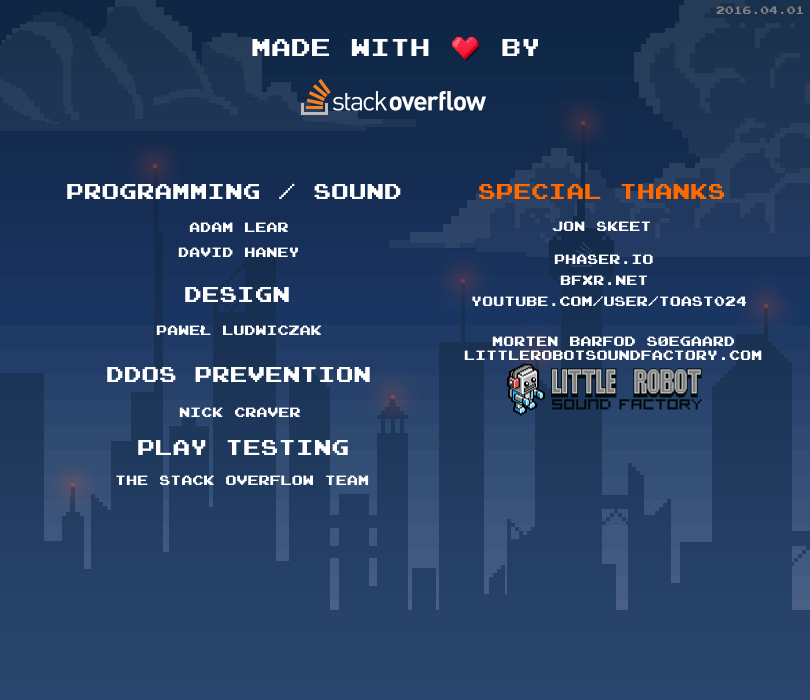 2016.04.01
MADE WITH ❤ BY
stackoverflow
PROGRAMMING / SOUND
ADAM LEAR
DAVID HANEY
DESIGN
PAWEŁ LUDWICZAK
DDOS PREVENTION
NICK CRAVER
PLAY TESTING
THE STACK OVERFLOW TEAM
SPECIAL THANKS
JON SKEET
PHASER.IO
BFXR.NET
YOUTUBE.COM/USER/TOAST024
MORTEN BARFOD SØEGAARD
LITTLEROBOTSOUNDFACTORY.COM
LITTLE ROBOT
SOUND FACTORY